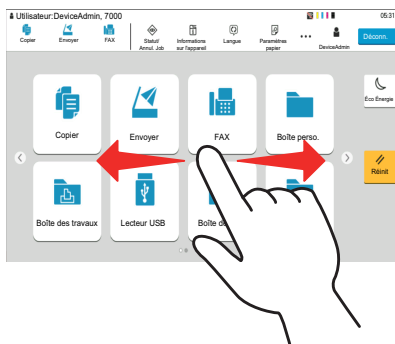 Utilisateur:DeviceAdmin, 7000
05:31
Copier
Envoyer
FAX
Statut/
Annul. Job
Informations
sur l'appareil
Langue
Paramètres
papier
DeviceAdmin
Déconn.
Copier
Envoyer
FAX
Boîte perso.
Éco Énergie
Réinit
Boîte des travaux
Lecteur USB
Boîte